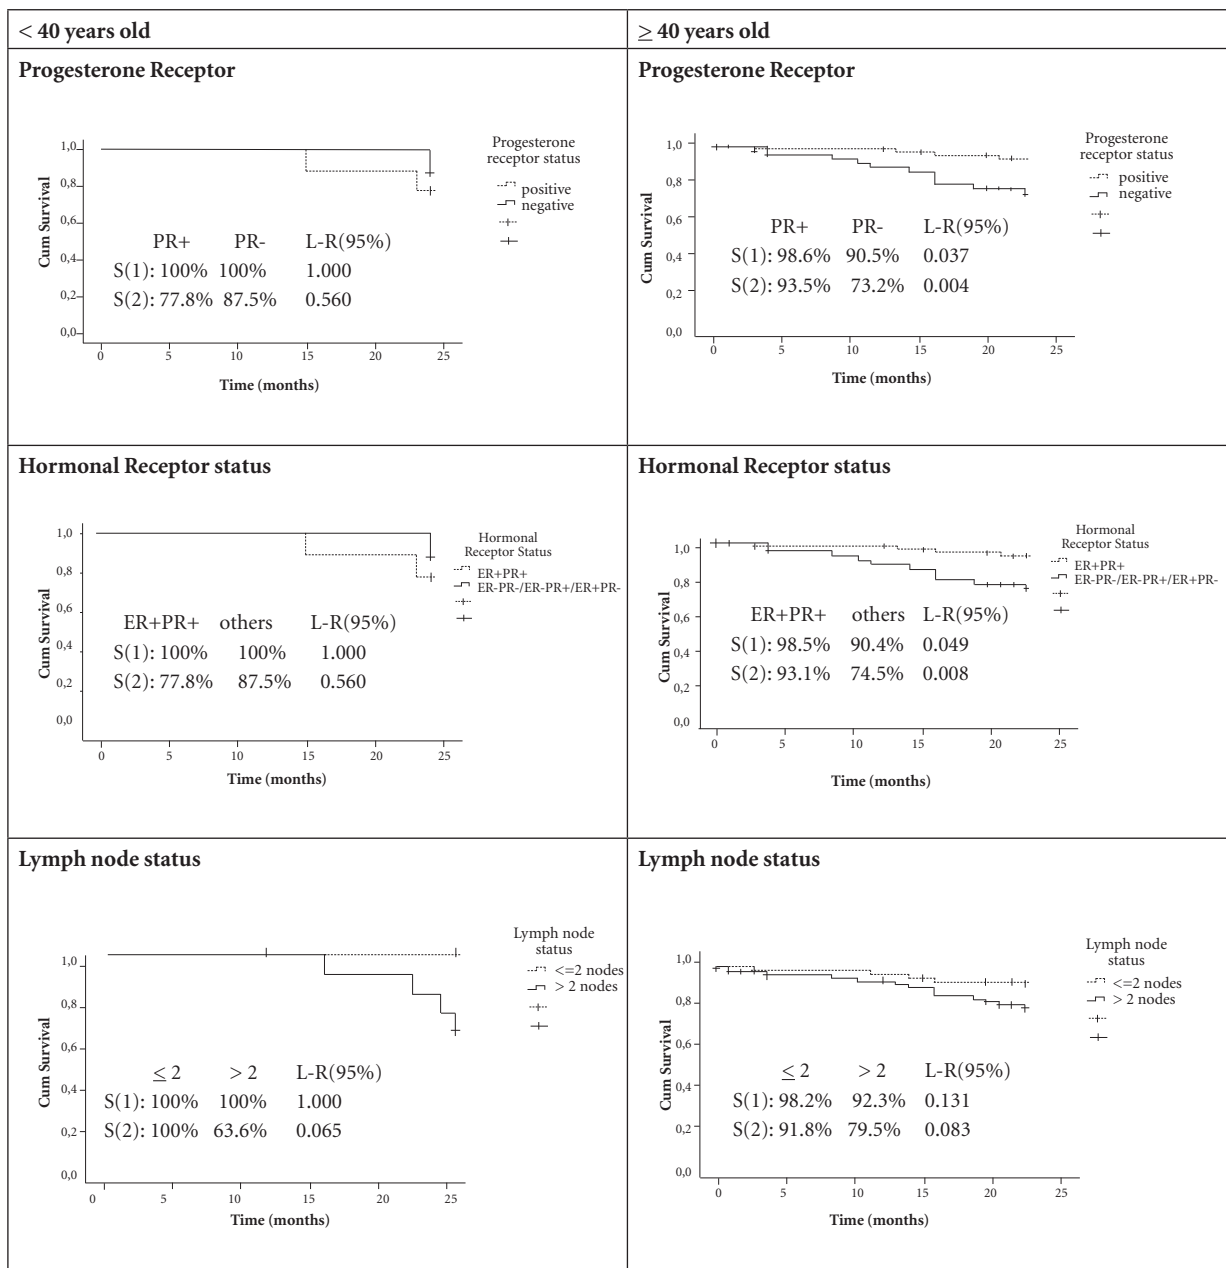 < 40 years old
≥ 40 years old
Progesterone Receptor
Cum Survival
1,0
0,8
0,6
0,4
0,2
0,0
PR+ PR- L-R(95%)
S(1): 100% 100% 1.000
S(2): 77.8% 87.5% 0.560
0 5 10 15 20 25
Time (months)
Progesterone
receptor status
positive
negative
Progesterone Receptor
Cum Survival
1,0
0,8
0,6
0,4
0,2
0,0
PR+ PR- L-R(95%)
S(1): 98.6% 90.5% 0.037
S(2): 93.5% 73.2% 0.004
0 5 10 15 20 25
Time (months)
Progesterone
receptor status
positive
negative
Hormonal Receptor status
Cum Survival
1,0
0,8
0,6
0,4
0,2
0,0
ER+PR+ others L-R(95%)
S(1): 100% 100% 1.000
S(2): 77.8% 87.5% 0.560
0 5 10 15 20 25
Time (months)
Hormonal
Receptor Status
ER+PR+
ER-PR-/ER-PR+/ER+PR-
Hormonal Receptor status
Cum Survival
1,0
0,8
0,6
0,4
0,2
0,0
ER+PR+ others L-R(95%)
S(1): 98.5% 90.4% 0.049
S(2): 93.1% 74.5% 0.008
0 5 10 15 20 25
Time (months)
Hormonal
Receptor Status
ER+PR+
ER-PR-/ER-PR+/ER+PR-
Lymph node status
Cum Survival
1,0
0,8
0,6
0,4
0,2
0,0
≤ 2 > 2 L-R(95%)
S(1): 100% 100% 1.000
S(2): 100% 63.6% 0.065
0 5 10 15 20 25
Time (months)
Lymph node
status
<=2 nodes
> 2 nodes
Lymph node status
Cum Survival
1,0
0,8
0,6
0,4
0,2
0,0
≤ 2 > 2 L-R(95%)
S(1): 98.2% 92.3% 0.131
S(2): 91.8% 79.5% 0.083
0 5 10 15 20 25
Time (months)
Lymph node
status
<=2 nodes
> 2 nodes